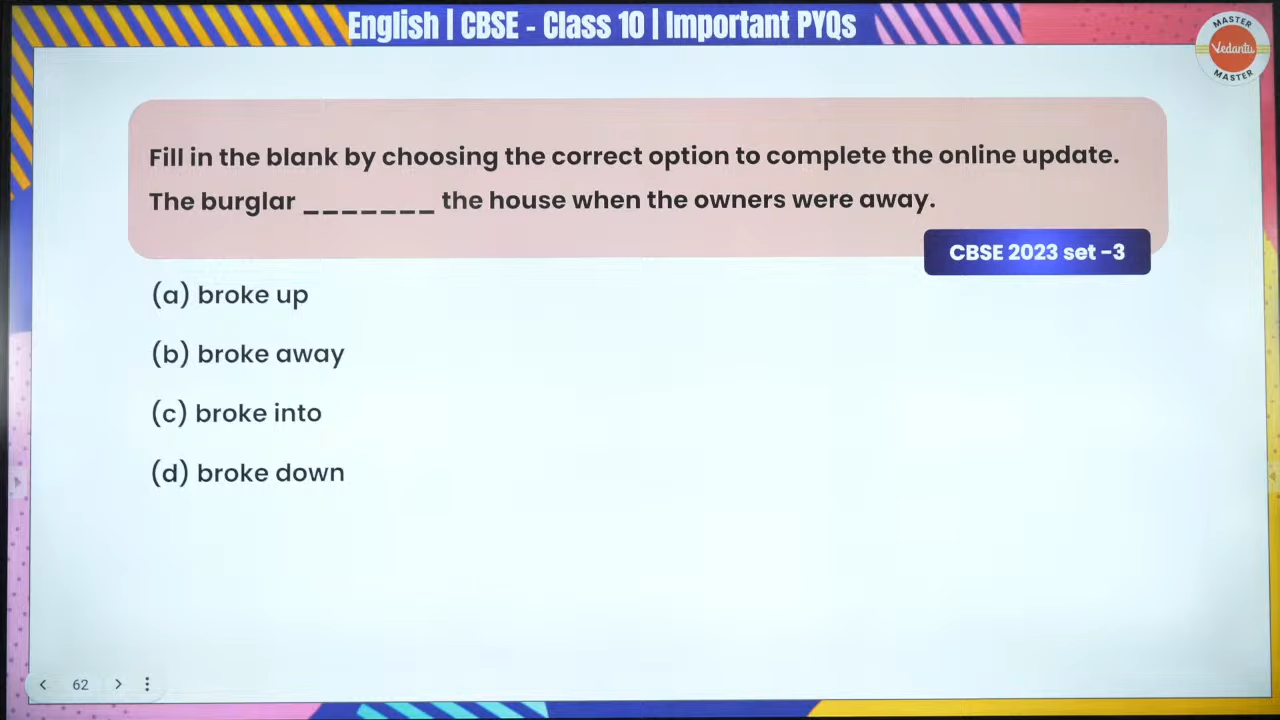 English | CBSE - Class 10 | Important PYQs
MASTER
Vedantu
MASTER
Fill in the blank by choosing the correct option to complete the online update.
The burglar _______ the house when the owners were away.
CBSE 2023 set -3
(a) broke up
(b) broke away
(c) broke into
(d) broke down
62